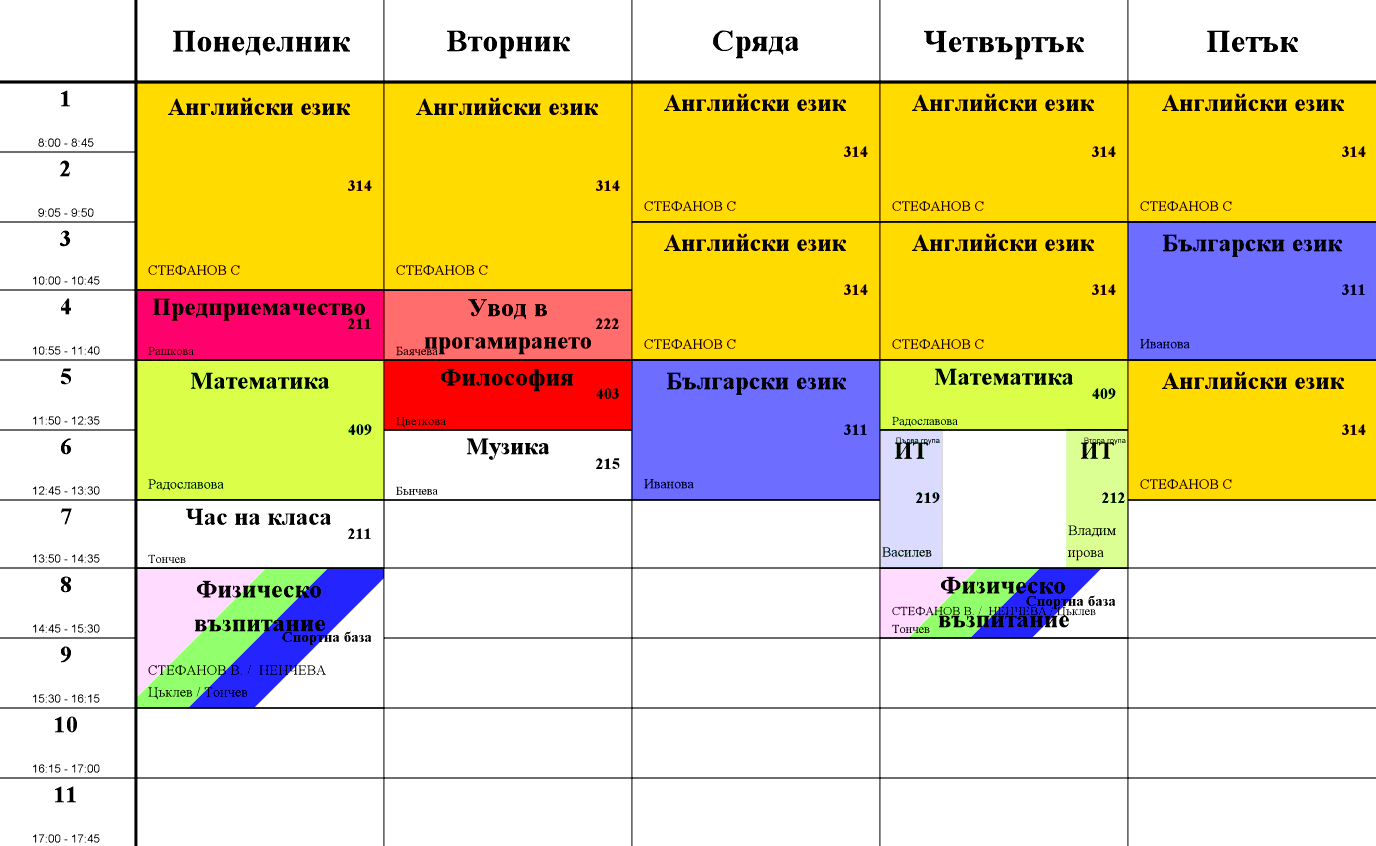 Понеделник Вторник Сряда Четвъртък Петък
1
8:00 - 8:45
Английски език
314
Английски език
314
Английски език
314
Английски език
314
Английски език
314
2
9:05 - 9:50
СТЕФАНОВ С
СТЕФАНОВ С
СТЕФАНОВ С
3
10:00 - 10:45
СТЕФАНОВ С
СТЕФАНОВ С
Английски език
314
Английски език
314
Български език
311
4
10:55 - 11:40
Предприемачество
211
Рашкова
Увод в
222
прогамирането
Баячева
СТЕФАНОВ С
СТЕФАНОВ С
Иванова
5
11:50 - 12:35
Математика
409
Философия
403
Цветкова
Български език
311
Математика
409
Радославова
Английски език
314
6
12:45 - 13:30
Радославова
Музика
215
Бънчева
Иванова
Първа група
ИТ
219
Василев
Втора група
ИТ
212
Владим
ирова
СТЕФАНОВ С
7
13:50 - 14:35
Час на класа
211
Тончев
8
14:45 - 15:30
Физическо
възпитание
Спортна база
СТЕФАНОВ В. / НЕНЧЕВА
Цъклев / Тончев
Физическо
Спортна база
СТЕФАНОВ В. / НЕНЧЕВА / Цъклев
възпитание
Тончев
9
15:30 - 16:15
10
16:15 - 17:00
11
17:00 - 17:45